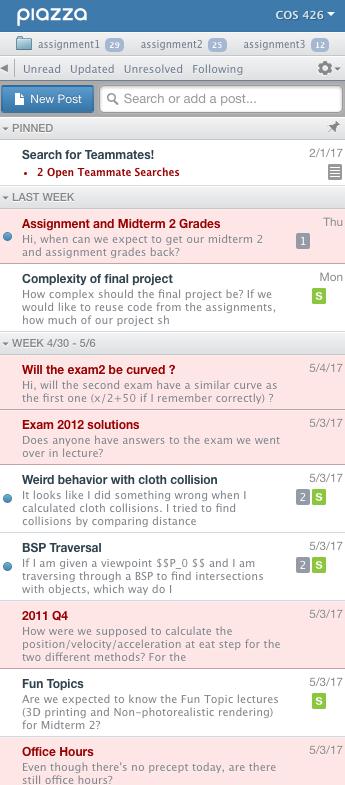 piazza
COS 426
assignment1 29 assignment2 25 assignment3 12
Unread Updated Unresolved Following
New Post Search or add a post...
PINNED
Search for Teammates! 2/1/17
• 2 Open Teammate Searches
LAST WEEK
Assignment and Midterm 2 Grades Thu
Hi, when can we expect to get our midterm 2 1
and assignment grades back?
Complexity of final project Mon
How complex should the final project be? If we S
would like to reuse code from the assignments,
how much of our project sh
WEEK 4/30 - 5/6
Will the exam2 be curved ? 5/4/17
Hi, will the second exam have a similar curve as
the first one (x/2+50 if I remember correctly) ?
Exam 2012 solutions 5/3/17
Does anyone have answers to the exam we went
over in lecture?
Weird behavior with cloth collision 5/3/17
It looks like I did something wrong when I 2 S
calculated cloth collisions. I tried to find
collisions by comparing distance
BSP Traversal 5/3/17
If I am given a viewpoint $$P_0 $$ and I am 2 S
traversing through a BSP to find intersections
with objects, which way do I
2011 Q4 5/3/17
How were we supposed to calculate the
position/velocity/acceleration at eat step for the
two different methods? For the
Fun Topics 5/3/17
Are we expected to know the Fun Topic lectures S
(3D printing and Non-photorealistic rendering)
for Midterm 2?
Office Hours 5/3/17
Even though there's no precept today, are there
still office hours?